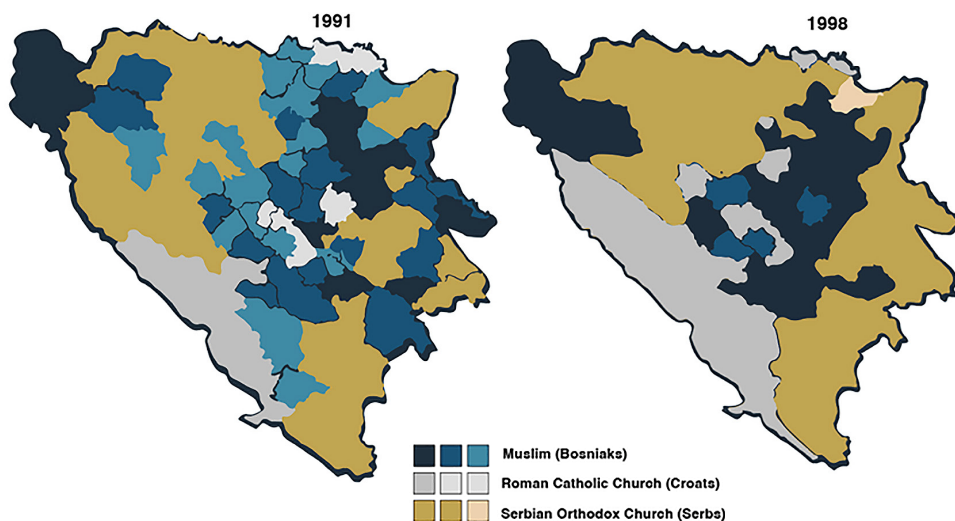 1991
1998
Muslim (Bosniaks)
Roman Catholic Church (Croats)
Serbian Orthodox Church (Serbs)